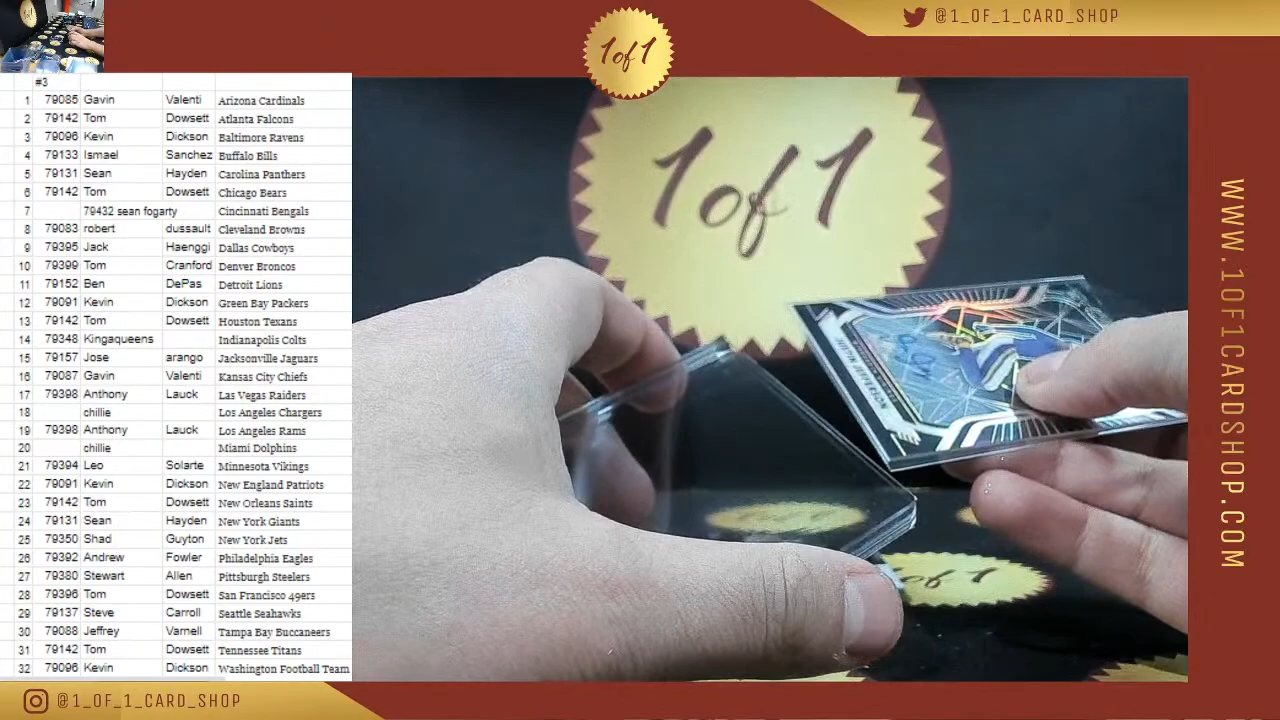 @1_OF_1_CARD_SHOP
1of1
#3
1 79085 Gavin Valenti Arizona Cardinals
2 79142 Tom Dowsett Atlanta Falcons
3 79096 Kevin Dickson Baltimore Ravens
4 79133 Ismael Sanchez Buffalo Bills
5 79131 Sean Hayden Carolina Panthers
6 79142 Tom Dowsett Chicago Bears
7 79432 sean fogarty Cincinnati Bengals
8 79083 robert dussault Cleveland Browns
9 79395 Jack Haenggi Dallas Cowboys
10 79399 Tom Cranford Denver Broncos
11 79152 Ben DePas Detroit Lions
12 79091 Kevin Dickson Green Bay Packers
13 79142 Tom Dowsett Houston Texans
14 79348 Kingaqueens Indianapolis Colts
15 79157 Jose arango Jacksonville Jaguars
16 79087 Gavin Valenti Kansas City Chiefs
17 79398 Anthony Lauck Las Vegas Raiders
18 chillie Los Angeles Chargers
19 79398 Anthony Lauck Los Angeles Rams
20 chillie Miami Dolphins
21 79394 Leo Solarte Minnesota Vikings
22 79091 Kevin Dickson New England Patriots
23 79142 Tom Dowsett New Orleans Saints
24 79131 Sean Hayden New York Giants
25 79350 Shad Guyton New York Jets
26 79392 Andrew Fowler Philadelphia Eagles
27 79380 Stewart Allen Pittsburgh Steelers
28 79396 Tom Dowsett San Francisco 49ers
29 79137 Steve Carroll Seattle Seahawks
30 79088 Jeffrey Varnell Tampa Bay Buccaneers
31 79142 Tom Dowsett Tennessee Titans
32 79096 Kevin Dickson Washington Football Team
1 of 1
JUSTIN JEFFERSON
of 1
WWW.1OF1CARDSHOP.COM
@1_OF_1_CARD_SHOP